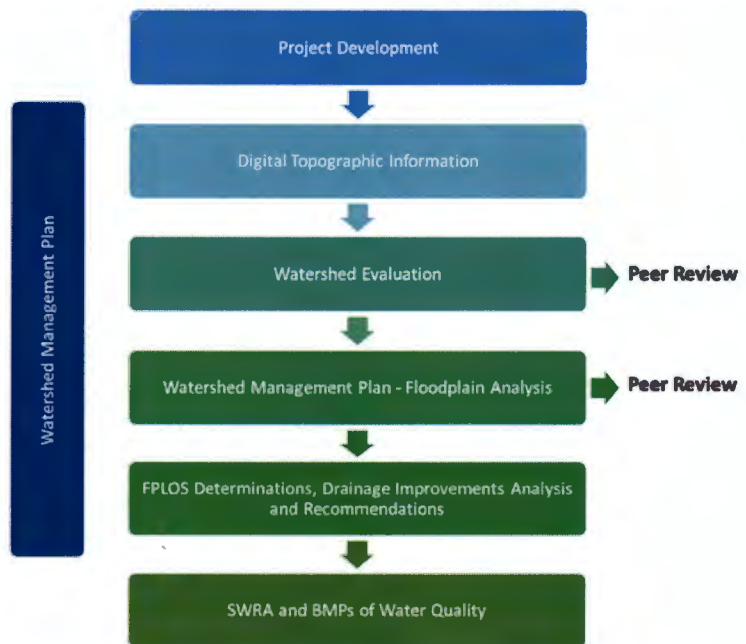 Project Development
Watershed Management Plan
Digital Topographic Information
Watershed Evaluation
Peer Review
Watershed Management Plan - Floodplain Analysis
Peer Review
FPLOS Determinations, Drainage Improvements Analysis
and Recommendations
SWRA and BMPs of Water Quality